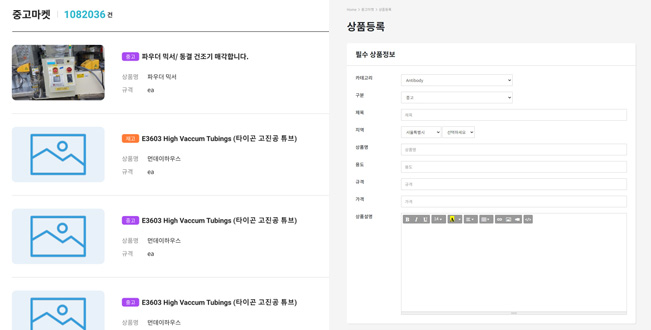 중고마켓 1082036 건
중고 파우더 믹서/ 동결 건조기 매각합니다.
상품명 파우더 믹서
규격 ea
재고 E3603 High Vaccum Tubings (타이곤 고진공 튜브)
상품명 먼데이하우스
규격 ea
중고 E3603 High Vaccum Tubings (타이곤 고진공 튜브)
상품명 먼데이하우스
규격 ea
중고 E3603 High Vaccum Tubings (타이곤 고진공 튜브)
상품명 먼데이하우스
Home > 중고마켓 > 상품등록
상품등록
필수 상품정보
카테고리 Antibody
구분 중고
제목 제목
지역 서울특별시 선택하세요
상품명 상품명
용도 용도
규격 규격
가격 가격
상품설명
B I U A </>